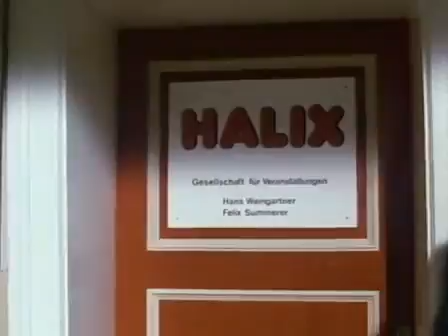 HALIX
Gesellschaft für Veranstaltungen
Hans Weingartner
Felix Summerer